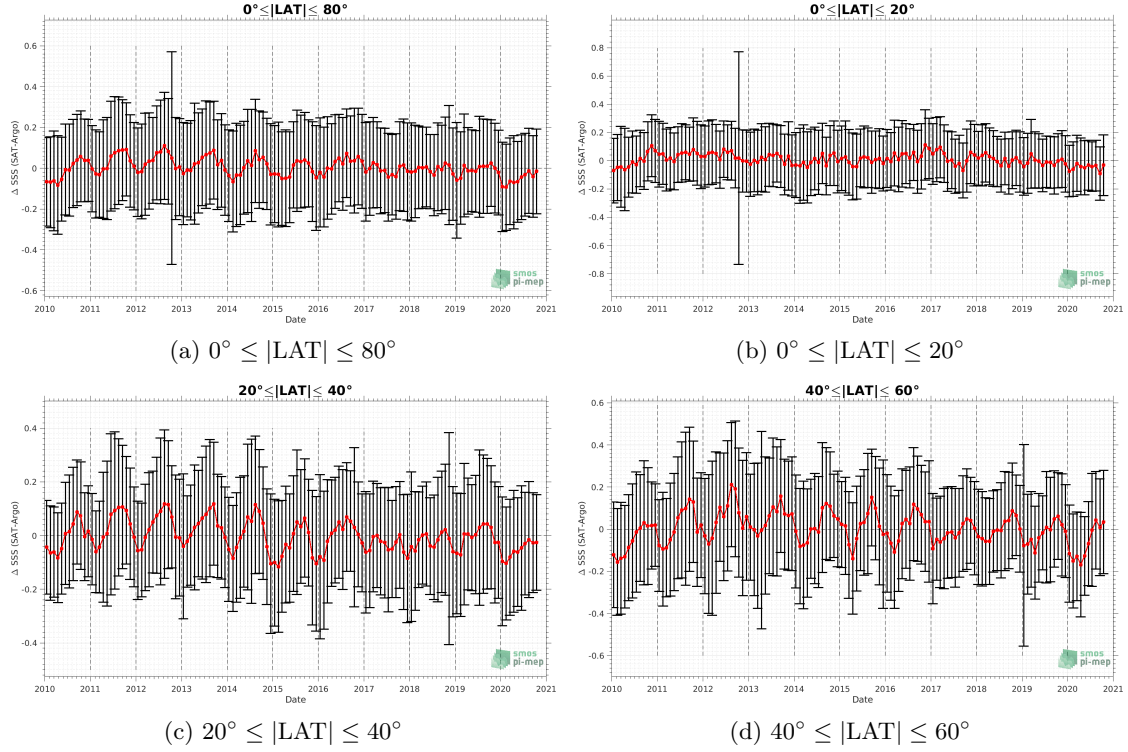 0°≤|LAT|≤ 80°
Δ SSS (SAT-Argo)
0.6
0.4
0.2
0
-0.2
-0.4
-0.6
2010 2011 2012 2013 2014 2015 2016 2017 2018 2019 2020 2021
Date
smos
pi-mep
(a) 0° ≤ |LAT| ≤ 80°
0°≤|LAT|≤ 20°
Δ SSS (SAT-Argo)
0.8
0.6
0.4
0.2
0
-0.2
-0.4
-0.6
-0.8
2010 2011 2012 2013 2014 2015 2016 2017 2018 2019 2020 2021
Date
smos
pi-mep
(b) 0° ≤ |LAT| ≤ 20°
20°≤|LAT|≤ 40°
Δ SSS (SAT-Argo)
0.4
0.2
0
-0.2
-0.4
2010 2011 2012 2013 2014 2015 2016 2017 2018 2019 2020 2021
Date
smos
pi-mep
(c) 20° ≤ |LAT| ≤ 40°
40°≤|LAT|≤ 60°
Δ SSS (SAT-Argo)
0.6
0.4
0.2
0
-0.2
-0.4
-0.6
2010 2011 2012 2013 2014 2015 2016 2017 2018 2019 2020 2021
Date
smos
pi-mep
(d) 40° ≤ |LAT| ≤ 60°